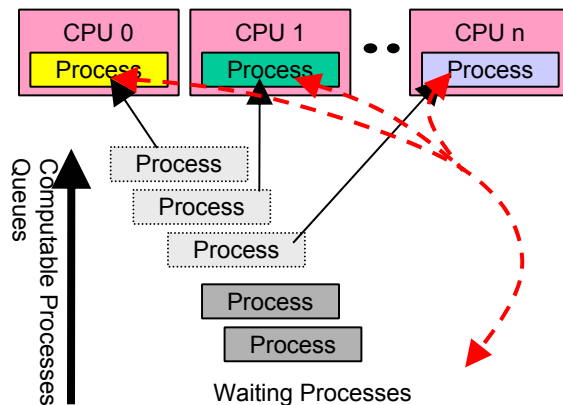 CPU 0
CPU 1
CPU n
Process
Process
Process
Process
Process
Process
Process
Process
Computable Processes
Queues
Waiting Processes